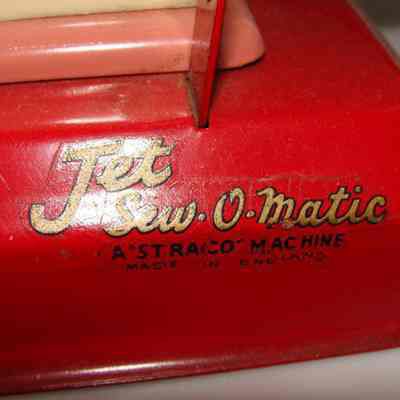 Jet
Sew-O-Matic
A "STRACO" MACHINE
MADE IN ENGLAND